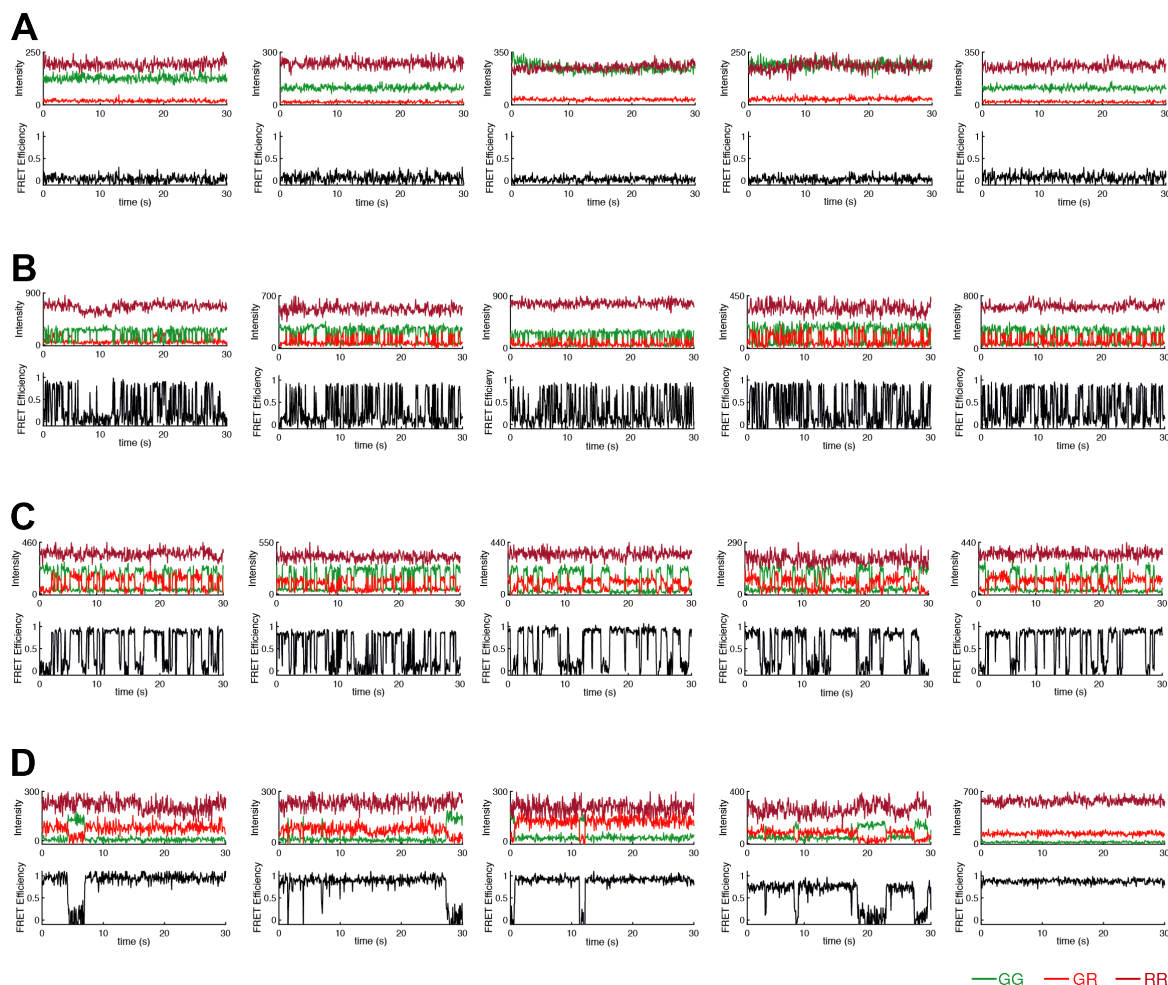 A
250 300 350 250 350
Intensity Intensity Intensity Intensity Intensity
0 0 0 0 0
0 10 20 30 0 10 20 30 0 10 20 30 0 10 20 30 0 10 20 30
1 1 1 1 1
0.5 0.5 0.5 0.5 0.5
0 0 0 0 0
FRET Efficiency FRET Efficiency FRET Efficiency FRET Efficiency FRET Efficiency
0 10 20 30 0 10 20 30 0 10 20 30 0 10 20 30 0 10 20 30
time (s) time (s) time (s) time (s) time (s)
B
900 700 900 450 800
Intensity Intensity Intensity Intensity Intensity
0 0 0 0 0
0 10 20 30 0 10 20 30 0 10 20 30 0 10 20 30 0 10 20 30
1 1 1 1 1
0.5 0.5 0.5 0.5 0.5
0 0 0 0 0
FRET Efficiency FRET Efficiency FRET Efficiency FRET Efficiency FRET Efficiency
0 10 20 30 0 10 20 30 0 10 20 30 0 10 20 30 0 10 20 30
time (s) time (s) time (s) time (s) time (s)
C
460 550 440 290 440
Intensity Intensity Intensity Intensity Intensity
0 0 0 0 0
0 10 20 30 0 10 20 30 0 10 20 30 0 10 20 30 0 10 20 30
1 1 1 1 1
0.5 0.5 0.5 0.5 0.5
0 0 0 0 0
FRET Efficiency FRET Efficiency FRET Efficiency FRET Efficiency FRET Efficiency
0 10 20 30 0 10 20 30 0 10 20 30 0 10 20 30 0 10 20 30
time (s) time (s) time (s) time (s) time (s)
D
300 300 300 400 700
Intensity Intensity Intensity Intensity Intensity
0 0 0 0 0
0 10 20 30 0 10 20 30 0 10 20 30 0 10 20 30 0 10 20 30
1 1 1 1 1
0.5 0.5 0.5 0.5 0.5
0 0 0 0 0
FRET Efficiency FRET Efficiency FRET Efficiency FRET Efficiency FRET Efficiency
0 10 20 30 0 10 20 30 0 10 20 30 0 10 20 30 0 10 20 30
time (s) time (s) time (s) time (s) time (s)
GG GR RR